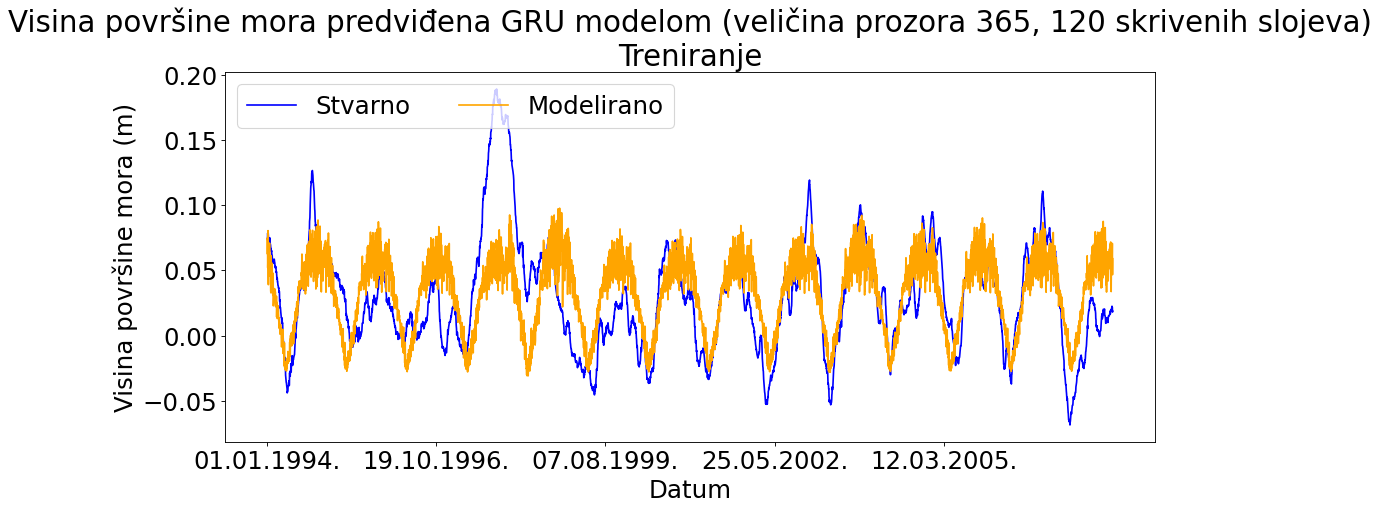 Visina površine mora predviđena GRU modelom (veličina prozora 365, 120 skrivenih slojeva)
Treniranje
Stvarno
Modelirano
Visina površine mora (m)
0.20
0.15
0.10
0.05
0.00
−0.05
01.01.1994.
19.10.1996.
07.08.1999.
25.05.2002.
12.03.2005.
Datum